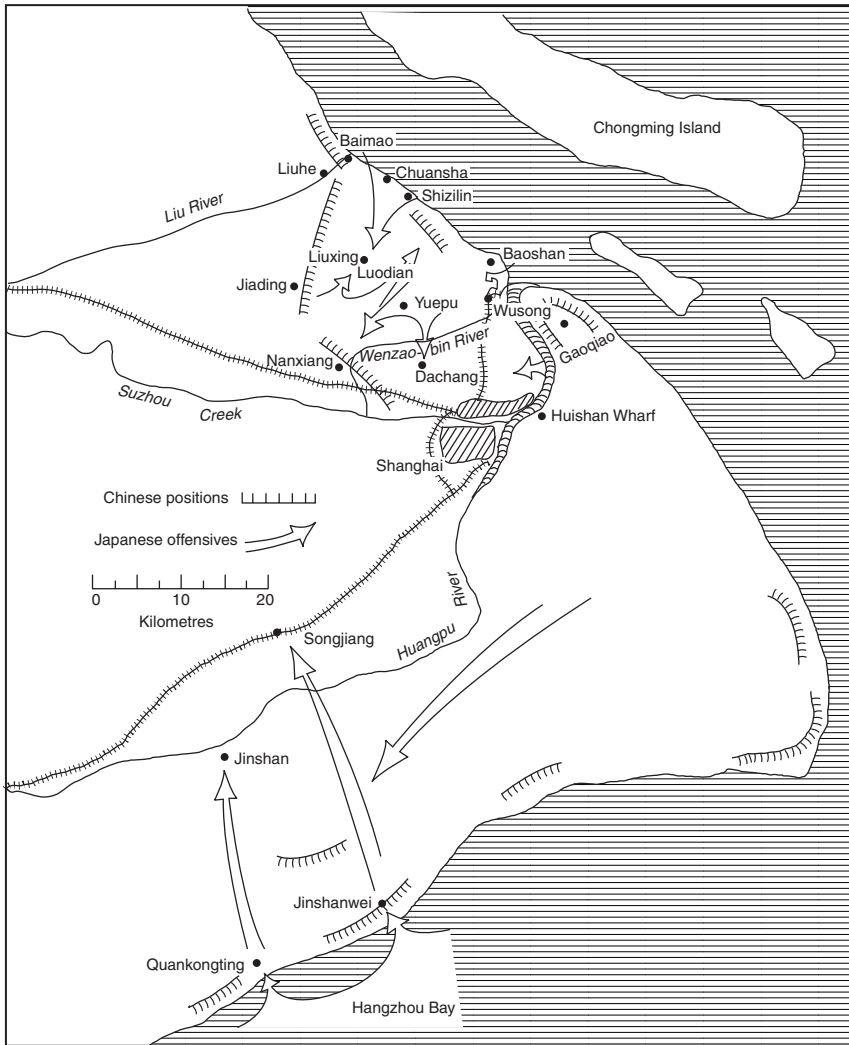 Chongming Island
Baimao
Liuhe
Chuansha
Shizilin
Liu River
Baoshan
Liuxing
Luodian
Jiading
Yuepu
Wusong
Wenzao- bin River
Gaoqiao
Nanxiang
Dachang
Suzhou
Creek
Huishan Wharf
Shanghai
Chinese positions
Japanese offensives
0 10 20
Kilometres
Songjiang
Huangpu
River
Jinshan
Jinshanwei
Quankongting
Hangzhou Bay